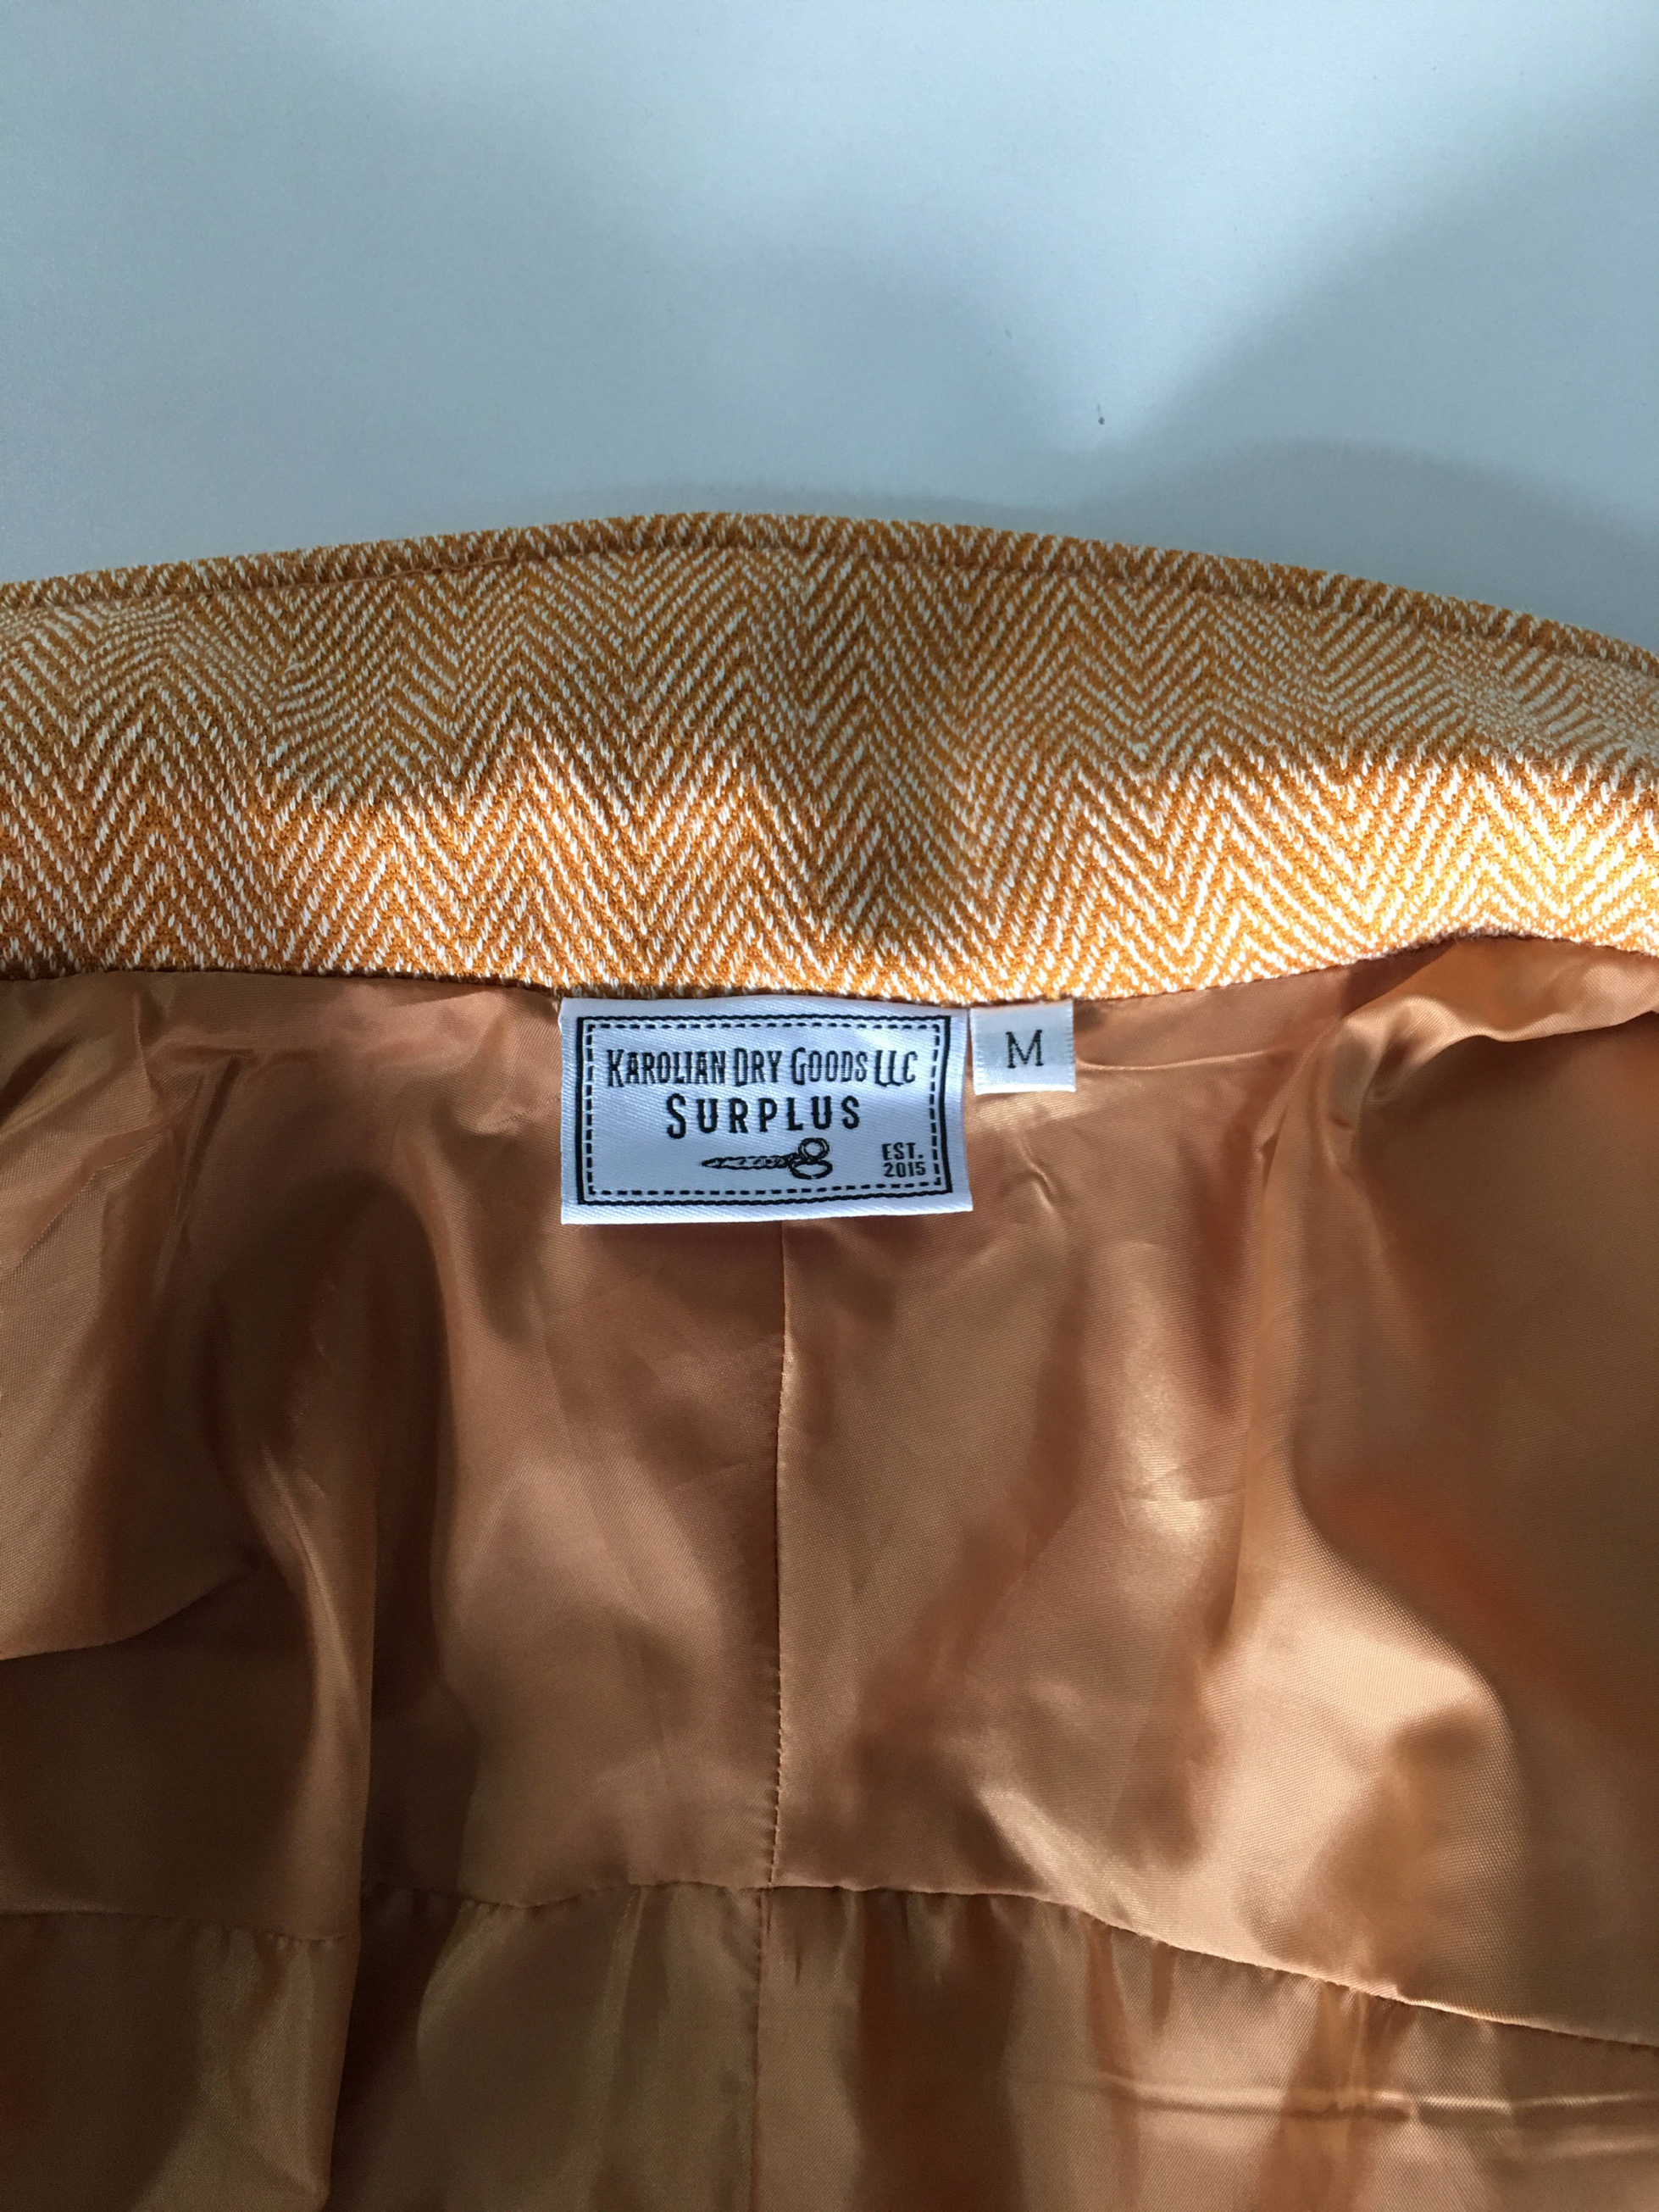 KAROLIAN DRY GOODS LLC
SURPLUS
EST.
2015
M